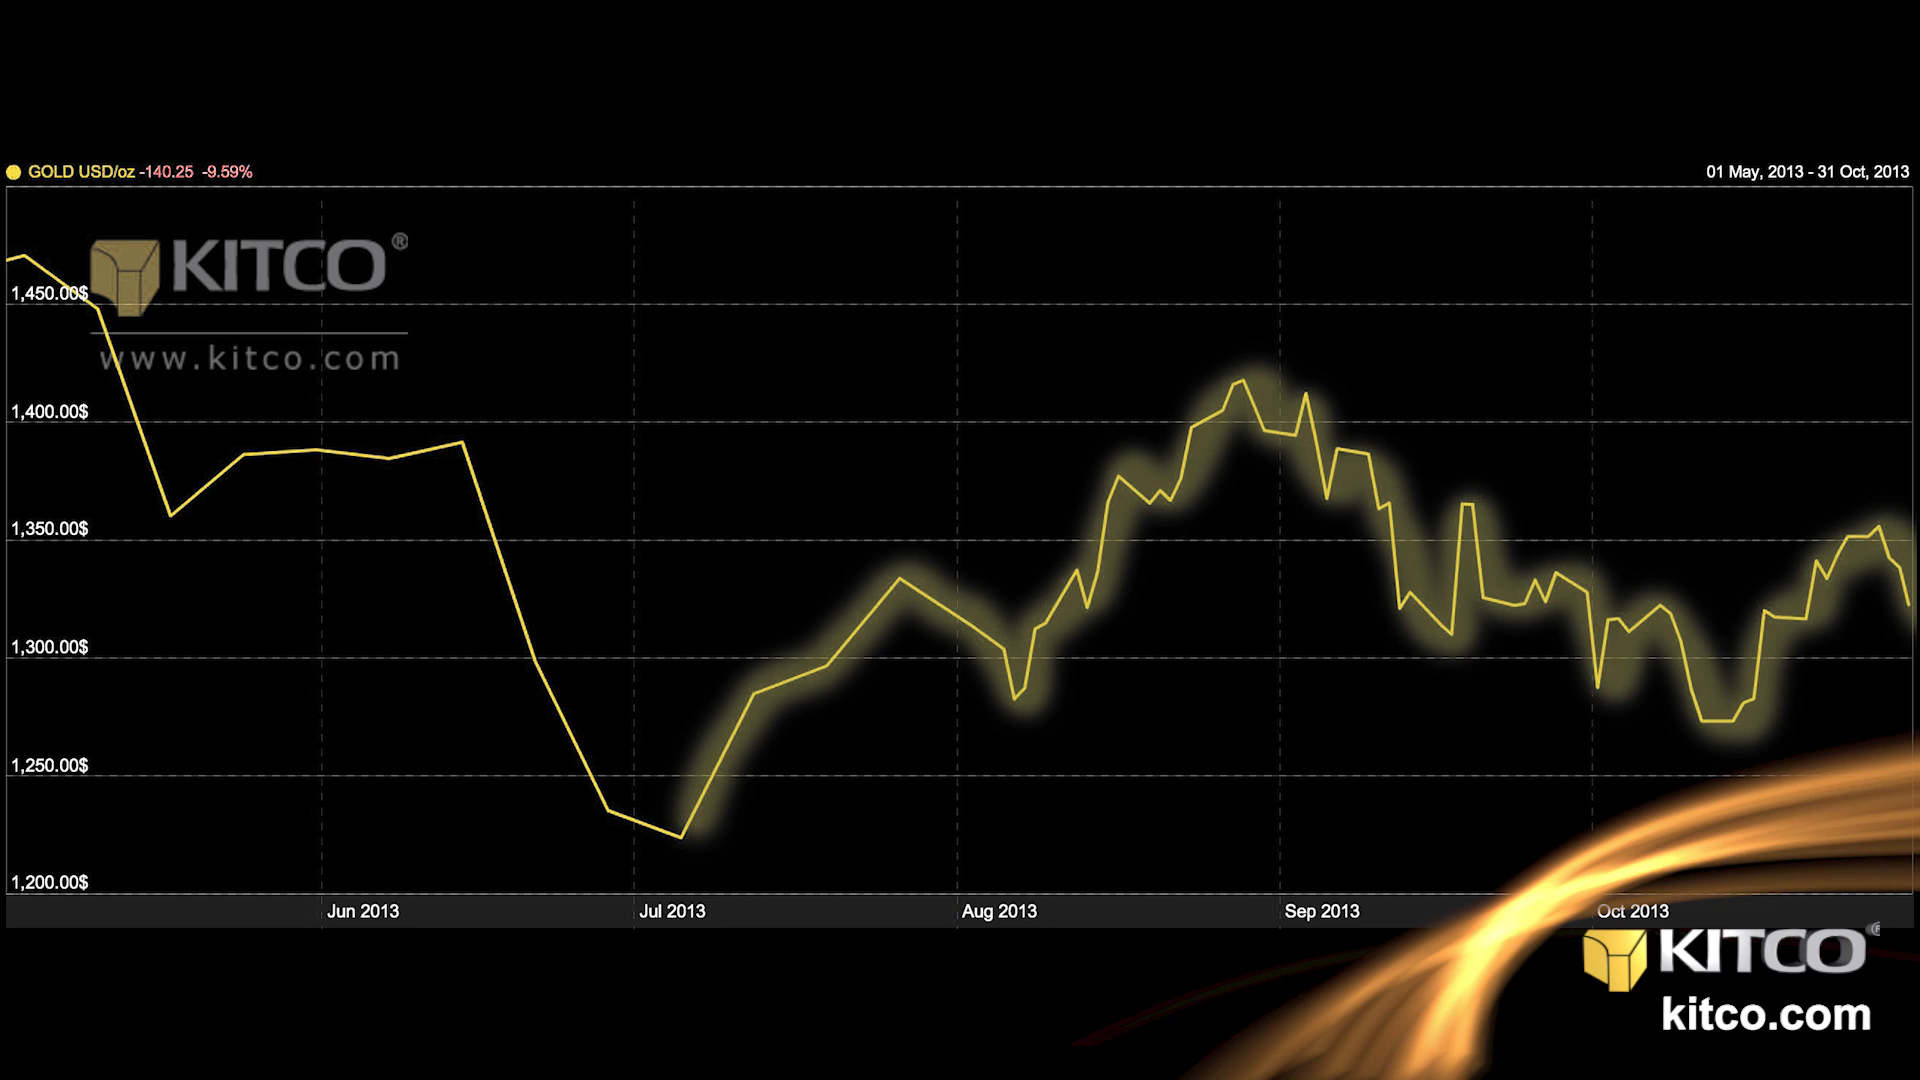 GOLD USD/oz -140.25 -9.59%
01 May, 2013 - 31 Oct, 2013
KITCO®
www.kitco.com
1,450.00$
1,400.00$
1,350.00$
1,300.00$
1,250.00$
1,200.00$
Jun 2013
Jul 2013
Aug 2013
Sep 2013
Oct 2013
KITCO®
kitco.com